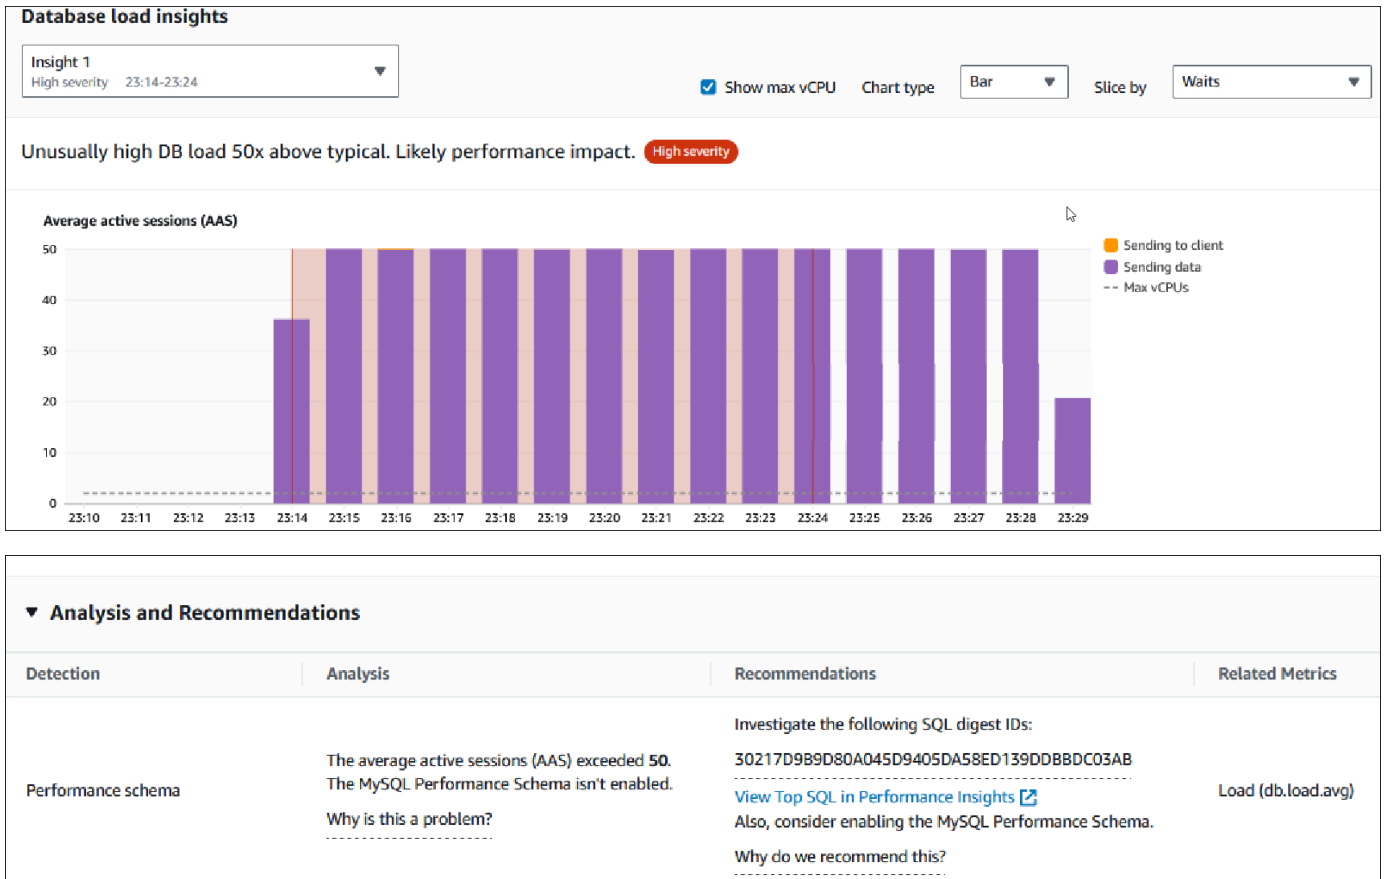 Database load insights
Insight 1
High severity 23:14-23:24
Show max vCPU Chart type Bar Slice by Waits
Unusually high DB load 50x above typical. Likely performance impact. High severity
Average active sessions (AAS)
50
40
30
20
10
0
23:10 23:11 23:12 23:13 23:14 23:15 23:16 23:17 23:18 23:19 23:20 23:21 23:22 23:23 23:24 23:25 23:26 23:27 23:28 23:29
Sending to client
Sending data
Max vCPUs
Analysis and Recommendations
Detection Analysis Recommendations Related Metrics
Performance schema
The average active sessions (AAS) exceeded 50.
The MySQL Performance Schema isn't enabled.
Why is this a problem?
Investigate the following SQL digest IDs:
30217D9B9D80A045D9405DA58ED139DDBBDC03AB
View Top SQL in Performance Insights
Also, consider enabling the MySQL Performance Schema.
Why do we recommend this?
Load (db.load.avg)